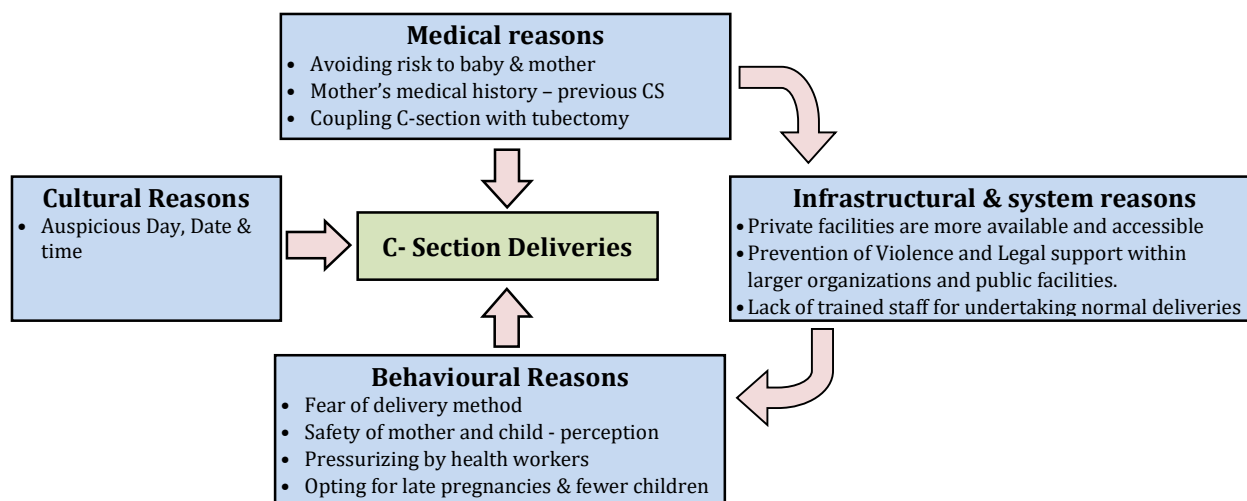 Medical reasons
• Avoiding risk to baby & mother
• Mother's medical history – previous CS
• Coupling C-section with tubectomy
Cultural Reasons
• Auspicious Day, Date &
time
C- Section Deliveries
Infrastructural & system reasons
• Private facilities are more available and accessible
• Prevention of Violence and Legal support within
larger organizations and public facilities.
• Lack of trained staff for undertaking normal deliveries
Behavioural Reasons
• Fear of delivery method
• Safety of mother and child - perception
• Pressurizing by health workers
• Opting for late pregnancies & fewer children